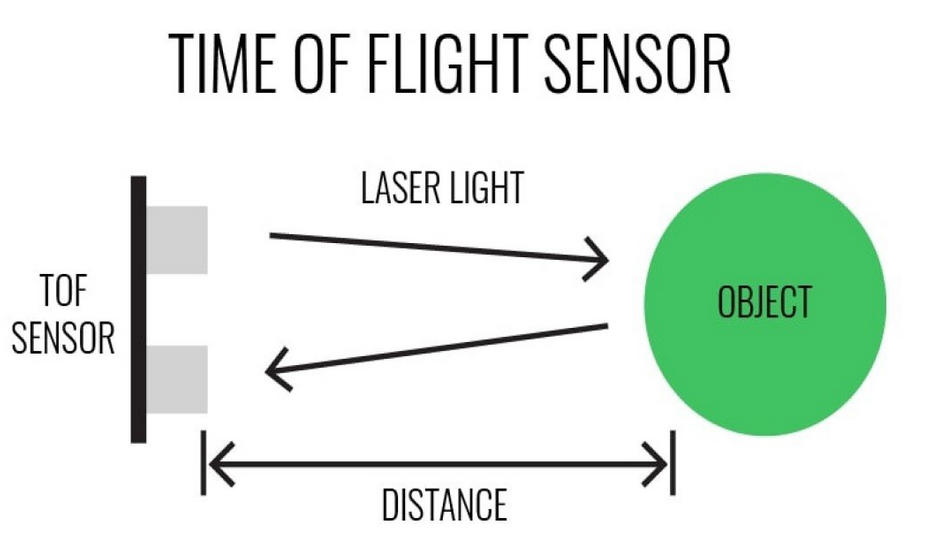 TIME OF FLIGHT SENSOR
LASER LIGHT
TOF
SENSOR
OBJECT
DISTANCE